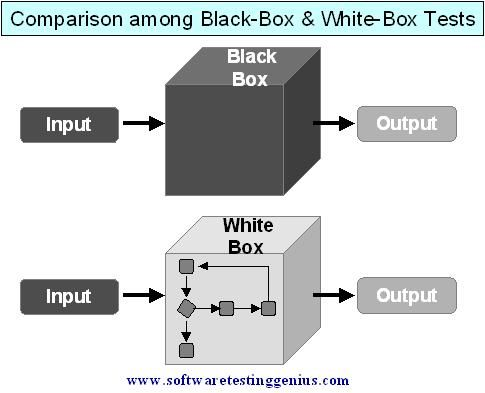 Comparison among Black-Box & White-Box Tests
Black
Box
Input
Output
White
Box
Input
Output
www.softwaretestinggenius.com